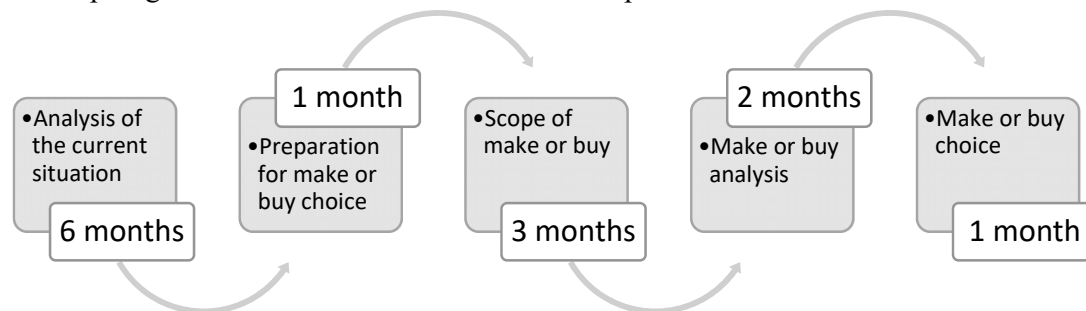 •Analysis of
the current
situation
6 months
1 month
•Preparation
for make or
buy choice
•Scope of
make or buy
3 months
2 months
•Make or buy
analysis
•Make or buy
choice
1 month